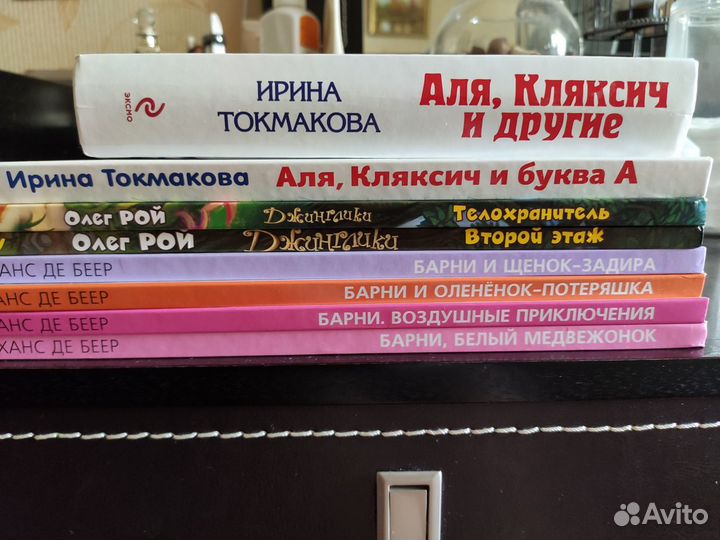 эксмо
ИРИНА
ТОКМАКОВА
Аля, Кляксич
и другие
Ирина Токмакова Аля, Кляксич и буква А
Олег РОЙ Джинглики Телохранитель
Олег РОЙ Джинглики Второй этаж
ХАНС ДЕ БЕЕР БАРНИ И ЩЕНОК-ЗАДИРА
АНС ДЕ БЕЕР БАРНИ И ОЛЕНЁНОК-ПОТЕРЯШКА
АНС ДЕ БЕЕР БАРНИ. ВОЗДУШНЫЕ ПРИКЛЮЧЕНИЯ
ХАНС ДЕ БЕЕР БАРНИ, БЕЛЫЙ МЕДВЕЖОНОК
Avito